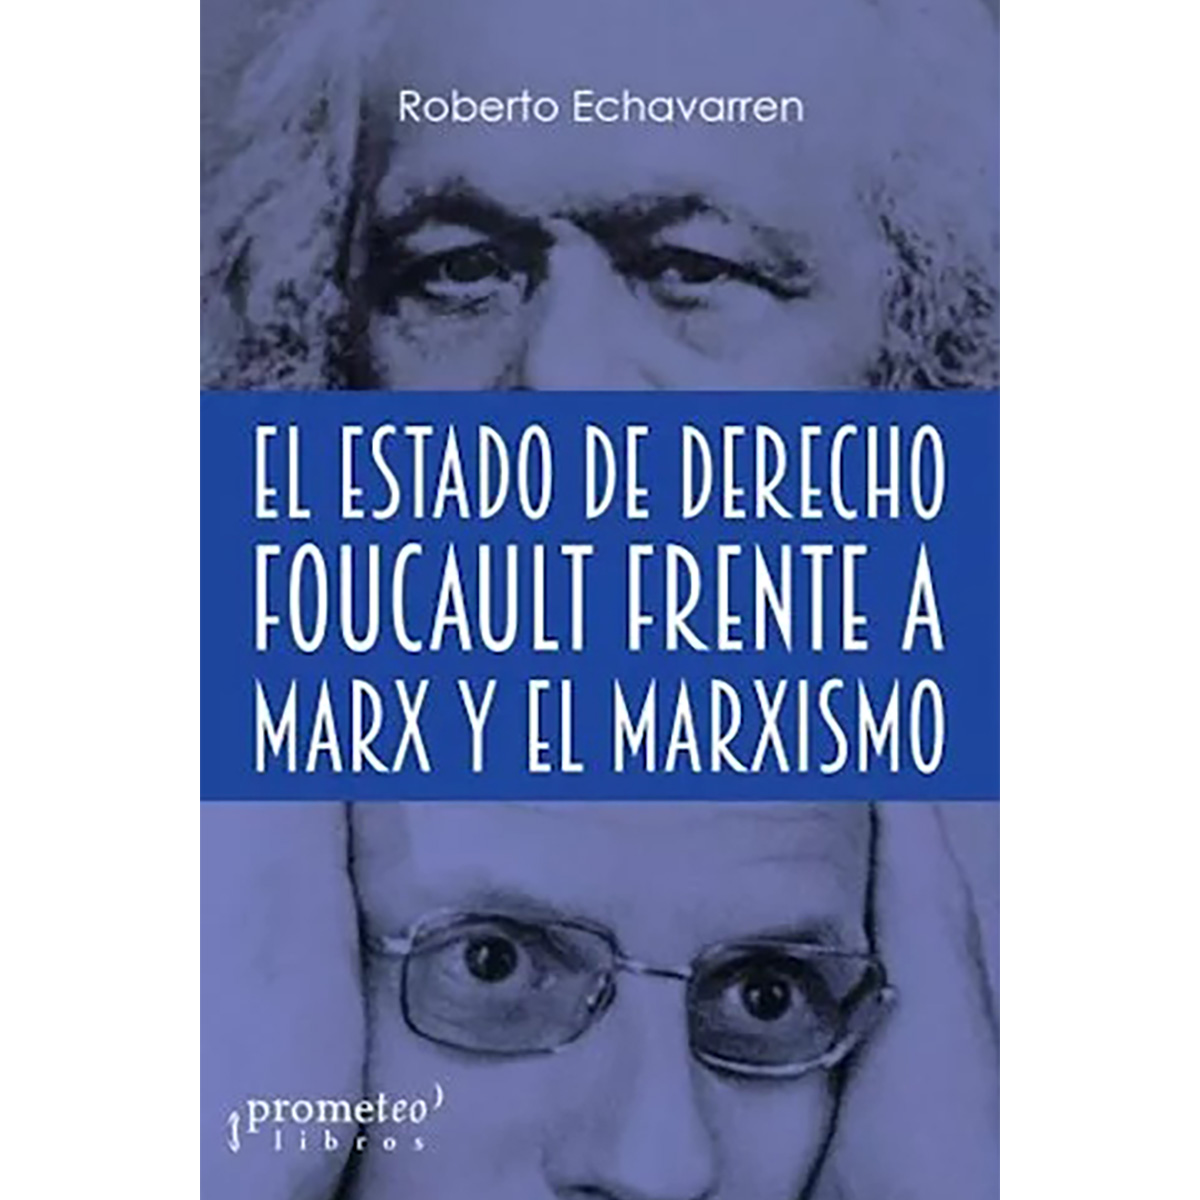 Roberto Echavarren
EL ESTADO DE DERECHO
FOUCAULT FRENTE A
MARX Y EL MARXISMO
prometeo
libros